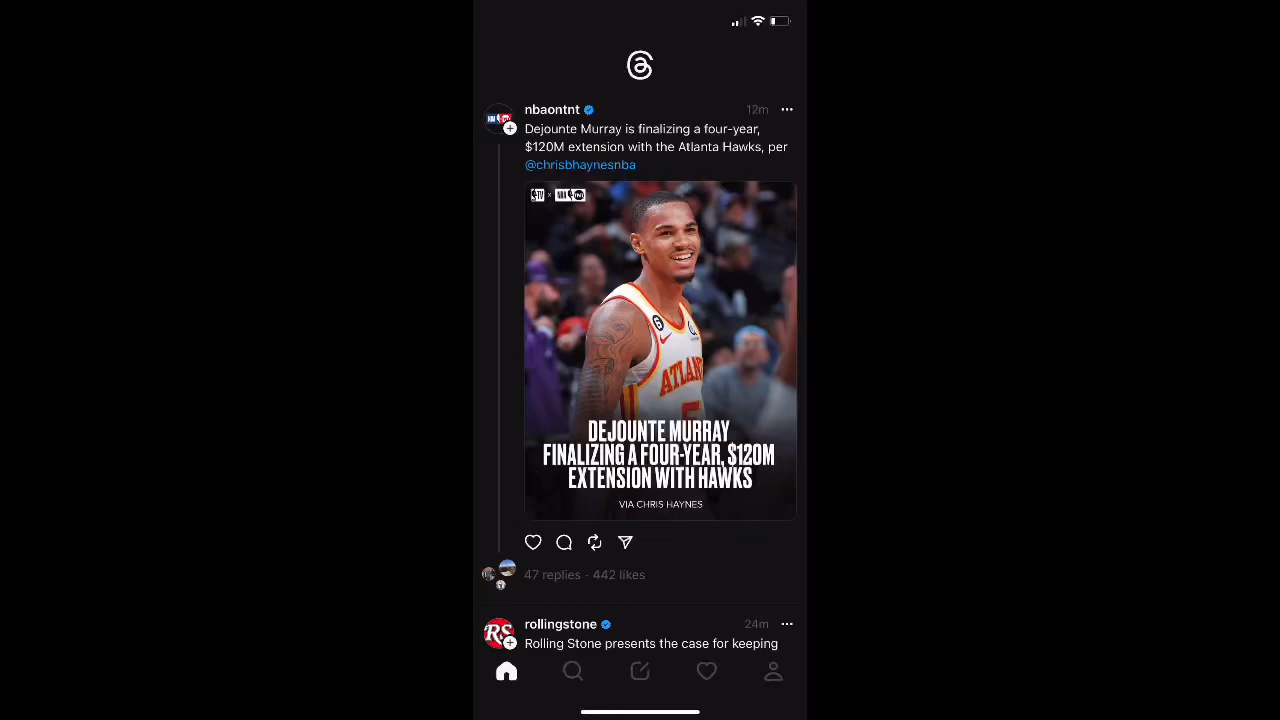 nbaontnt
12m
Dejounte Murray is finalizing a four-year,
$120M extension with the Atlanta Hawks, per
@chrisbhaynesnba
DEJOUNTE MURRAY
FINALIZING A FOUR-YEAR, $120M
EXTENSION WITH HAWKS
VIA CHRIS HAYNES
47 replies · 442 likes
RS
rollingstone
24m
Rolling Stone presents the case for keeping